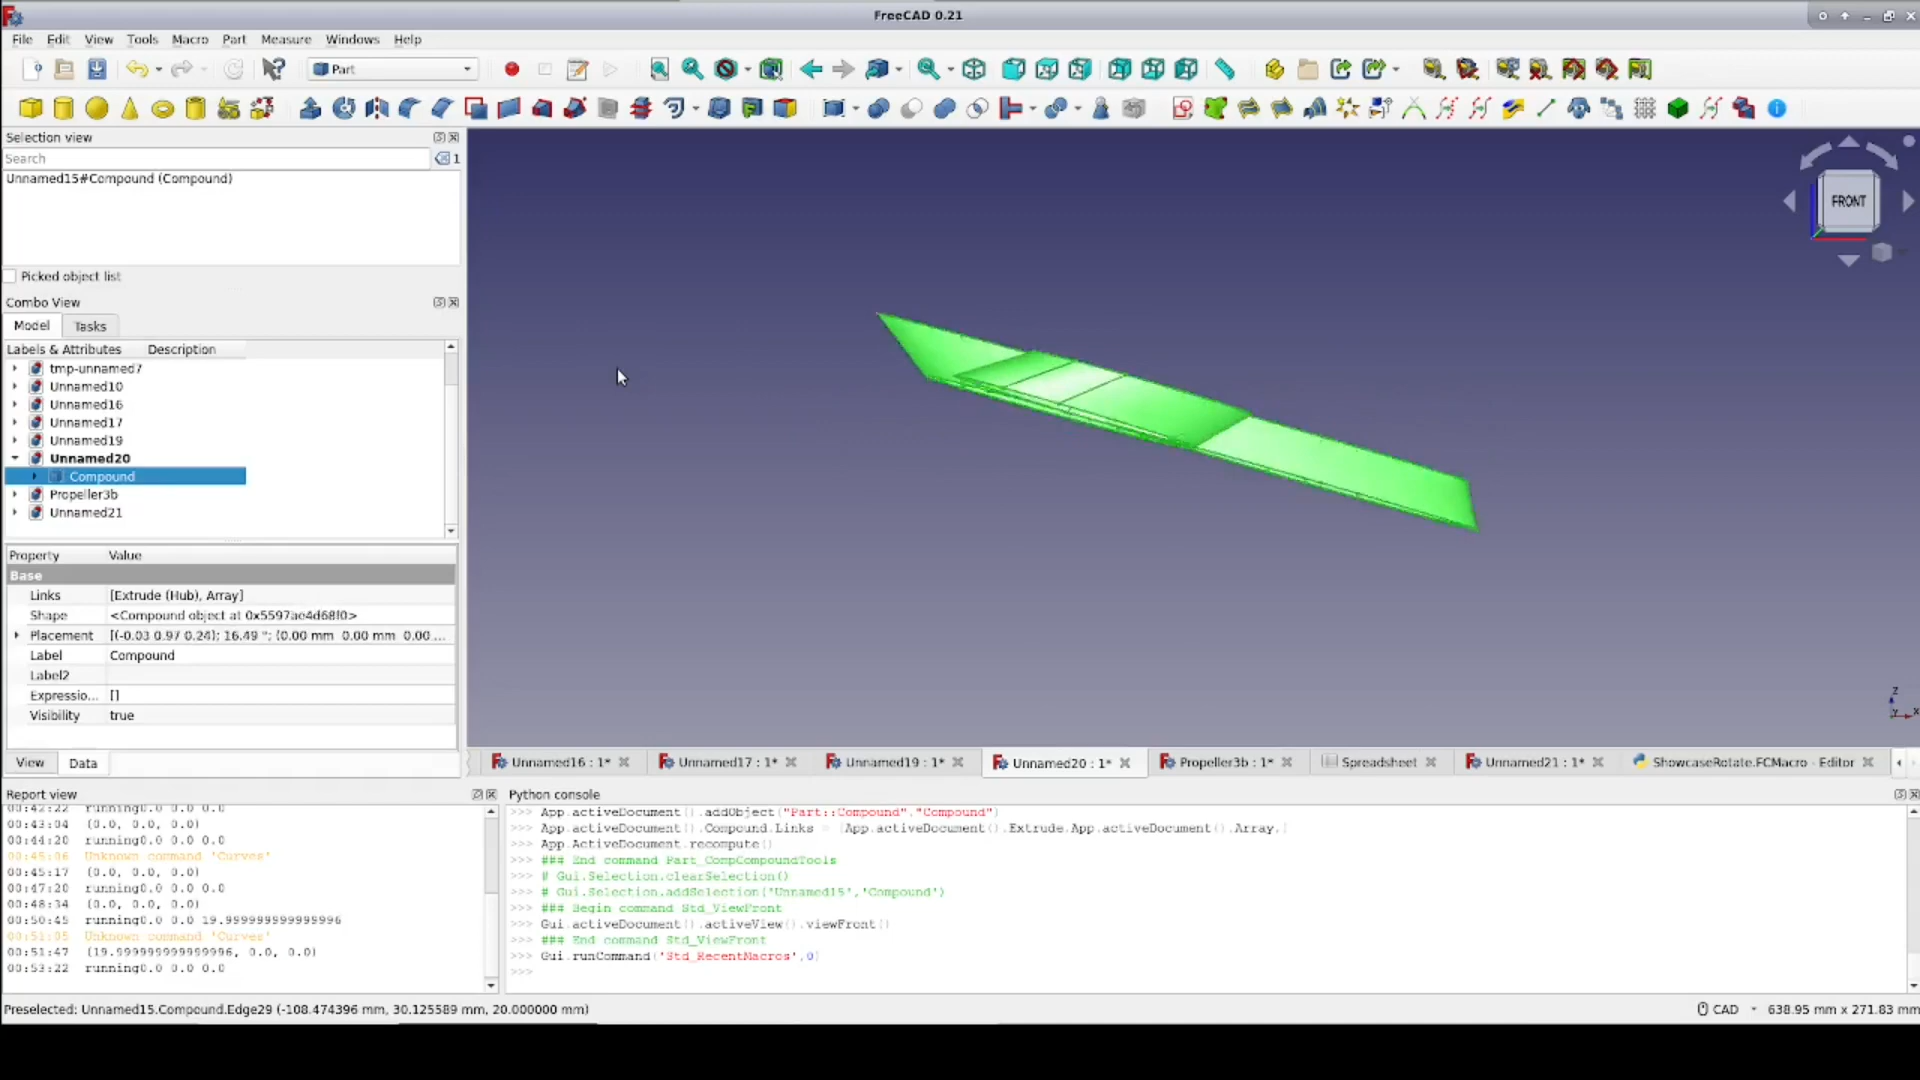 FreeCAD 0.21
File Edit View Tools Macro Part Measure Windows Help
Part
Selection view
Search
1
Unnamed15#Compound (Compound)
Picked object list
Combo View
Model Tasks
Labels & Attributes Description
tmp-unnamed7
Unnamed10
Unnamed16
Unnamed17
Unnamed19
Unnamed20
Compound
Propeller3b
Unnamed21
Property Value
Base
Links [Extrude (Hub), Array]
Shape <Compound object at 0x5597ae4d68f0>
Placement [(-0.03 0.97 0.24); 16.49 °; (0.00 mm 0.00 mm 0.00 ...
Label Compound
Label2
Expressio... []
Visibility true
View Data
FRONT
Z
Y
X
Unnamed16 : 1* Unnamed17 : 1* Unnamed19 : 1* Unnamed20 : 1* Propeller3b : 1* Spreadsheet Unnamed21 : 1* ShowcaseRotate.FCMacro - Editor
Report view
00:42:22 running0.0 0.0 0.0
00:43:04 (0.0, 0.0, 0.0)
00:44:20 running0.0 0.0 0.0
00:45:06 Unknown command 'Curves'
00:45:17 (0.0, 0.0, 0.0)
00:47:20 running0.0 0.0 0.0
00:48:34 (0.0, 0.0, 0.0)
00:50:45 running0.0 0.0 19.999999999999996
00:51:05 Unknown command 'Curves'
00:51:47 (19.999999999999996, 0.0, 0.0)
00:53:22 running0.0 0.0 0.0
Python console
>>> App.activeDocument().addObject("Part::Compound","Compound")
>>> App.activeDocument().Compound.Links = [App.activeDocument().Extrude,App.activeDocument().Array,]
>>> App.ActiveDocument.recompute()
>>> ### End command Part_CompCompoundTools
>>> # Gui.Selection.clearSelection()
>>> # Gui.Selection.addSelection('Unnamed15','Compound')
>>> ### Begin command Std_ViewFront
>>> Gui.activeDocument().activeView().viewFront()
>>> ### End command Std_ViewFront
>>> Gui.runCommand('Std_RecentMacros',0)
>>>
Preselected: Unnamed15.Compound.Edge29 (-108.474396 mm, 30.125589 mm, 20.000000 mm)
CAD
638.95 mm x 271.83 mm